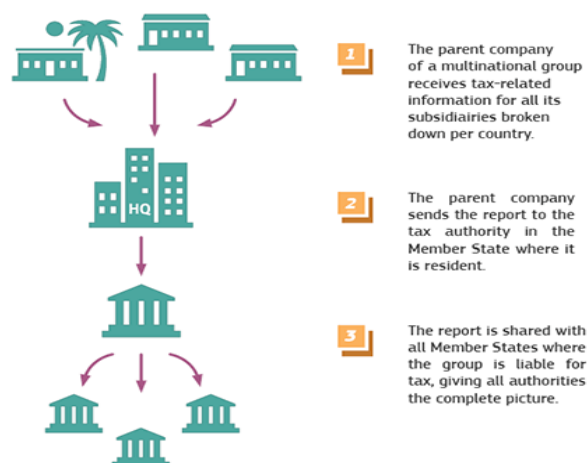 1
The parent company
of a multinational group
receives tax-related
information for all its
subsidiairies broken
down per country.
HQ
2
The parent company
sends the report to the
tax authority in the
Member State where it
is resident.
3
The report is shared with
all Member States where
the group is liable for
tax, giving all authorities
the complete picture.